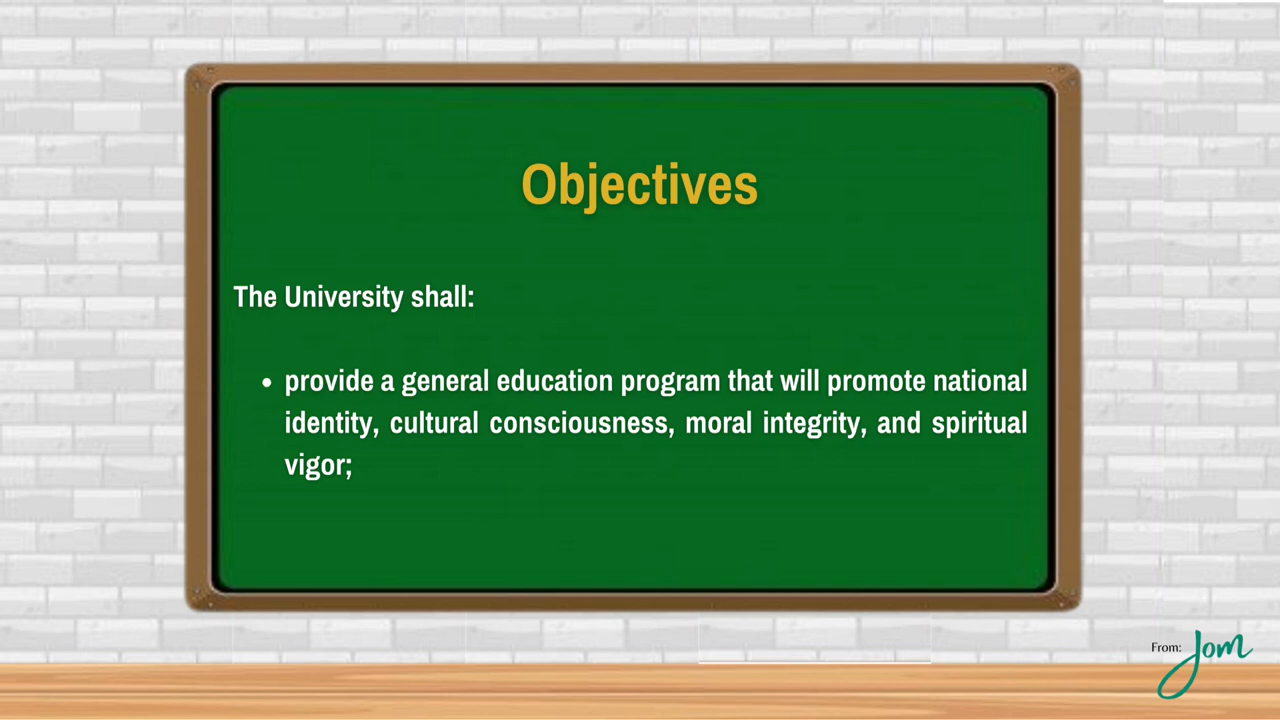 Objectives
The University shall:
• provide a general education program that will promote national
identity, cultural consciousness, moral integrity, and spiritual
vigor;
From: Jom